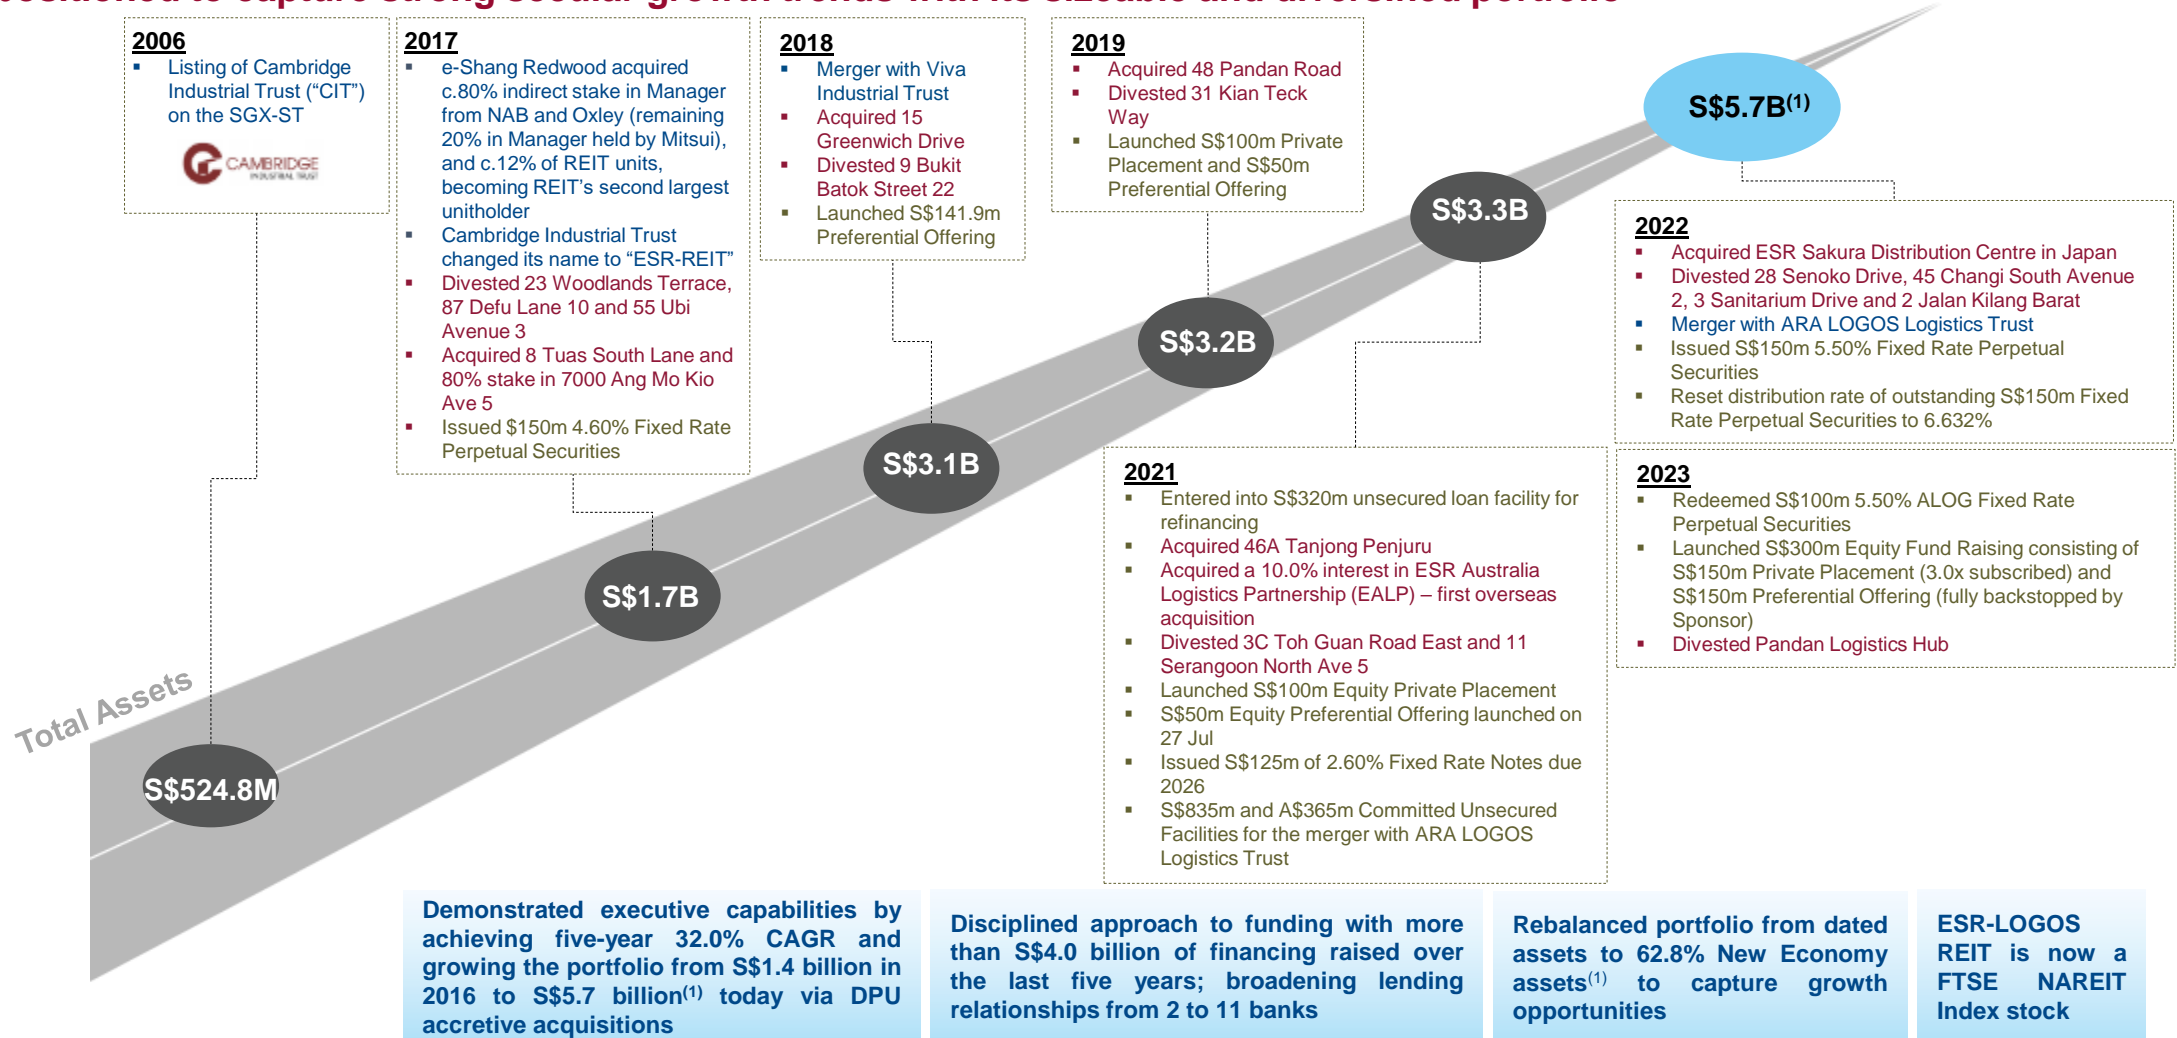 positioned to capture strong secular growth trends with its sizeable and diversified portfolio
2006
▪ Listing of Cambridge
Industrial Trust (“CIT”)
on the SGX-ST
CAMBRIDGE
INDUSTRIAL TRUST
2017
▪ e-Shang Redwood acquired
c.80% indirect stake in Manager
from NAB and Oxley (remaining
20% in Manager held by Mitsui),
and c.12% of REIT units,
becoming REIT’s second largest
unitholder
▪ Cambridge Industrial Trust
changed its name to “ESR-REIT”
▪ Divested 23 Woodlands Terrace,
87 Defu Lane 10 and 55 Ubi
Avenue 3
▪ Acquired 8 Tuas South Lane and
80% stake in 7000 Ang Mo Kio
Ave 5
▪ Issued $150m 4.60% Fixed Rate
Perpetual Securities
2018
▪ Merger with Viva
Industrial Trust
▪ Acquired 15
Greenwich Drive
▪ Divested 9 Bukit
Batok Street 22
▪ Launched S$141.9m
Preferential Offering
2019
▪ Acquired 48 Pandan Road
▪ Divested 31 Kian Teck
Way
▪ Launched S$100m Private
Placement and S$50m
Preferential Offering
S$5.7B(1)
S$3.3B
S$3.2B
S$3.1B
S$1.7B
S$524.8M
Total Assets
2021
▪ Entered into S$320m unsecured loan facility for
refinancing
▪ Acquired 46A Tanjong Penjuru
▪ Acquired a 10.0% interest in ESR Australia
Logistics Partnership (EALP) – first overseas
acquisition
▪ Divested 3C Toh Guan Road East and 11
Serangoon North Ave 5
▪ Launched S$100m Equity Private Placement
▪ S$50m Equity Preferential Offering launched on
27 Jul
▪ Issued S$125m of 2.60% Fixed Rate Notes due
2026
▪ S$835m and A$365m Committed Unsecured
Facilities for the merger with ARA LOGOS
Logistics Trust
2022
▪ Acquired ESR Sakura Distribution Centre in Japan
▪ Divested 28 Senoko Drive, 45 Changi South Avenue
2, 3 Sanitarium Drive and 2 Jalan Kilang Barat
▪ Merger with ARA LOGOS Logistics Trust
▪ Issued S$150m 5.50% Fixed Rate Perpetual
Securities
▪ Reset distribution rate of outstanding S$150m Fixed
Rate Perpetual Securities to 6.632%
2023
▪ Redeemed S$100m 5.50% ALOG Fixed Rate
Perpetual Securities
▪ Launched S$300m Equity Fund Raising consisting of
S$150m Private Placement (3.0x subscribed) and
S$150m Preferential Offering (fully backstopped by
Sponsor)
▪ Divested Pandan Logistics Hub
Demonstrated executive capabilities by
achieving five-year 32.0% CAGR and
growing the portfolio from S$1.4 billion in
2016 to S$5.7 billion(1) today via DPU
accretive acquisitions
Disciplined approach to funding with more
than S$4.0 billion of financing raised over
the last five years; broadening lending
relationships from 2 to 11 banks
Rebalanced portfolio from dated
assets to 62.8% New Economy
assets(1) to capture growth
opportunities
ESR-LOGOS
REIT is now a
FTSE NAREIT
Index stock